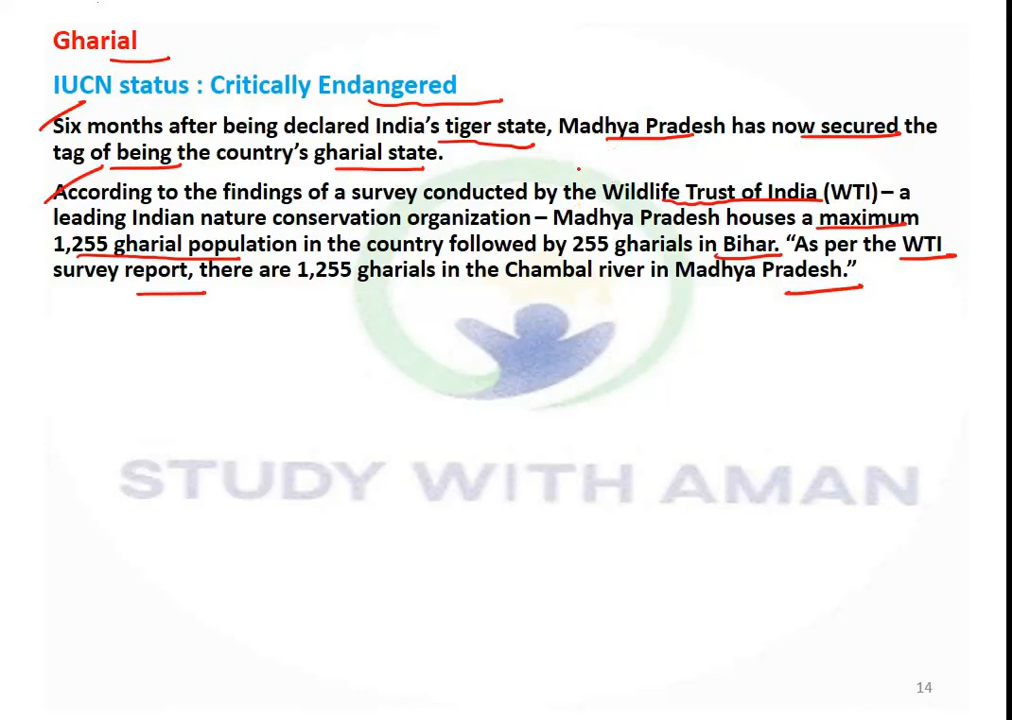 Gharial
IUCN status : Critically Endangered
Six months after being declared India’s tiger state, Madhya Pradesh has now secured the
tag of being the country’s gharial state.
According to the findings of a survey conducted by the Wildlife Trust of India (WTI) – a
leading Indian nature conservation organization – Madhya Pradesh houses a maximum
1,255 gharial population in the country followed by 255 gharials in Bihar. “As per the WTI
survey report, there are 1,255 gharials in the Chambal river in Madhya Pradesh.”
STUDY WITH AMAN
14